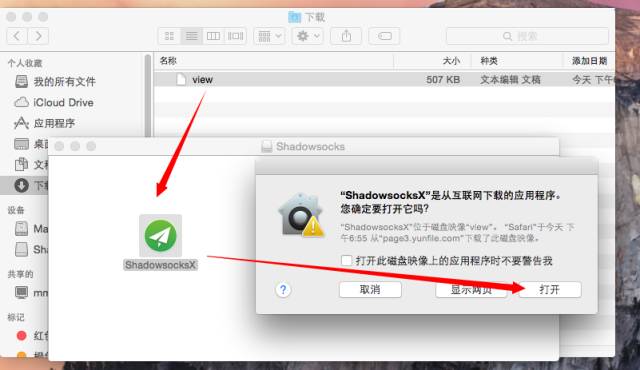 下载
搜索
个人收藏
名称
大小
种类
添加日期
我的所有文件
view
507 KB
文本编辑 文稿
今天 下午
iCloud Drive
应用程序
桌面
Shadowsocks
文稿
下载
设备
Ma
Sha
共享的
mm
标记
红色
橙色
ShadowsocksX
“ShadowsocksX”是从互联网下载的应用程序。
您确定要打开它吗?
“ShadowsocksX”位于磁盘映像“view”。“Safari”于今天 下
午6:55 从“page3.yunfile.com”下载了此磁盘映像。
打开此磁盘映像上的应用程序时不要警告我
?
取消
显示网页
打开